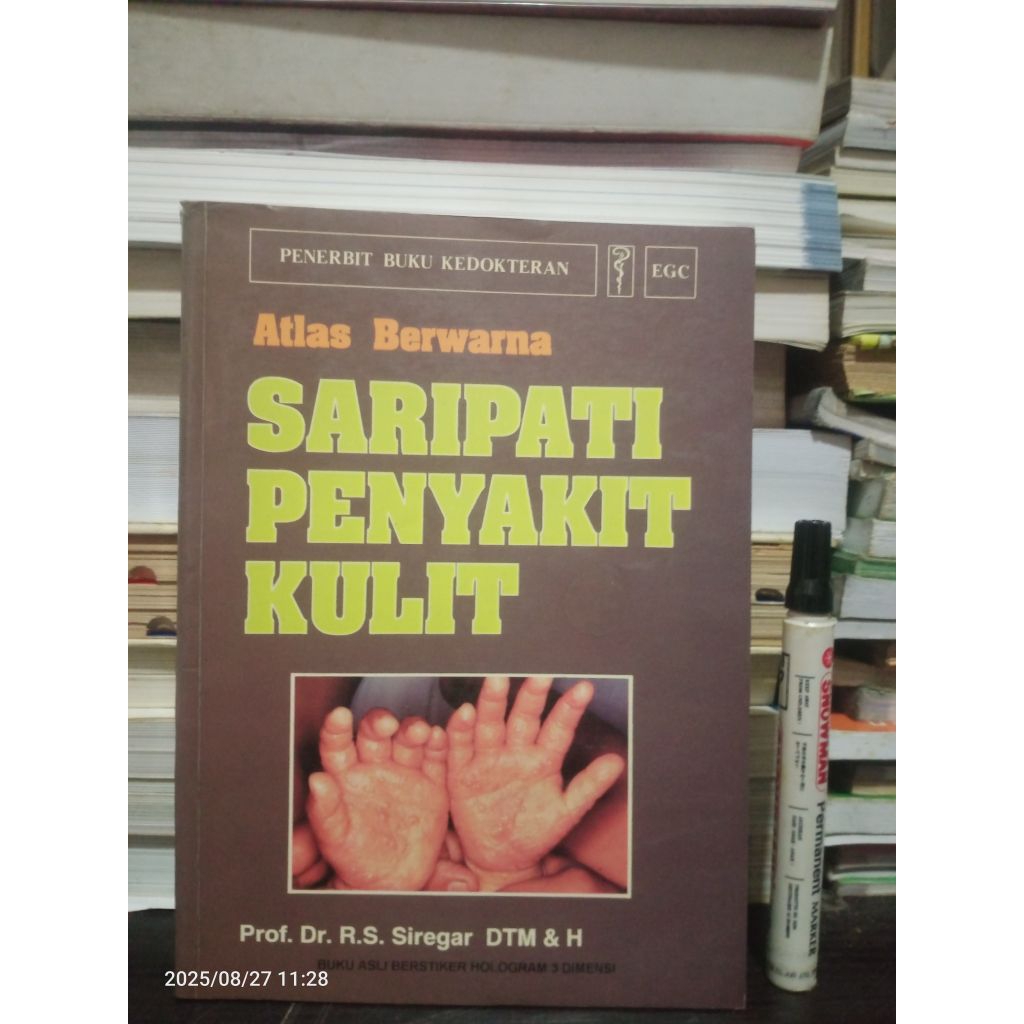 PENERBIT BUKU KEDOKTERAN
EGC
Atlas Berwarna
SARIPATI
PENYAKIT
KULIT
Prof. Dr. R.S. Siregar DTM & H
BUKU ASLI BERSTIKER HOLOGRAM 3 DIMENSI
2025/08/27 11:28
SNOWMAN
Permanent MARKER